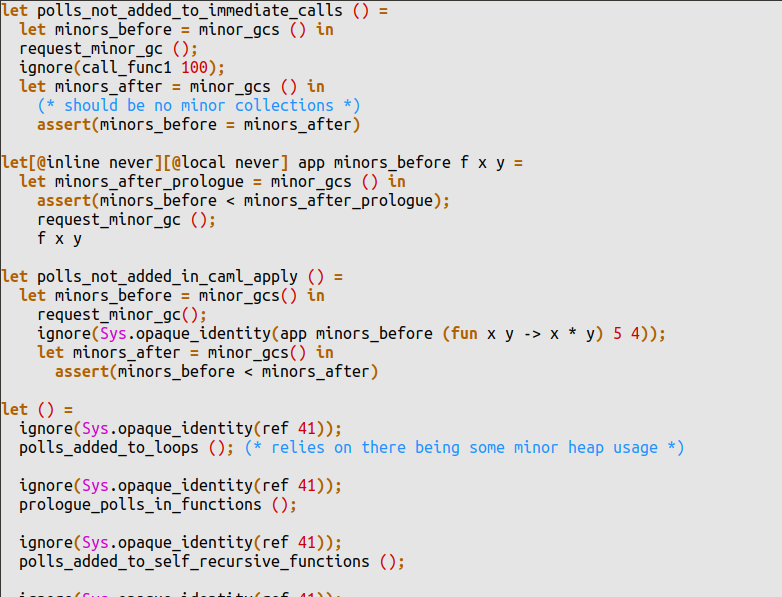 let polls_not_added_to_immediate_calls () =
  let minors_before = minor_gcs () in
  request_minor_gc ();
  ignore(call_func1 100);
  let minors_after = minor_gcs () in
    (* should be no minor collections *)
    assert(minors_before = minors_after)

let[@inline never][@local never] app minors_before f x y =
  let minors_after_prologue = minor_gcs () in
    assert(minors_before < minors_after_prologue);
    request_minor_gc ();
    f x y

let polls_not_added_in_caml_apply () =
  let minors_before = minor_gcs() in
    request_minor_gc();
    ignore(Sys.opaque_identity(app minors_before (fun x y -> x * y) 5 4));
    let minors_after = minor_gcs() in
      assert(minors_before < minors_after)

let () =
  ignore(Sys.opaque_identity(ref 41));
  polls_added_to_loops (); (* relies on there being some minor heap usage *)

  ignore(Sys.opaque_identity(ref 41));
  prologue_polls_in_functions ();

  ignore(Sys.opaque_identity(ref 41));
  polls_added_to_self_recursive_functions ();